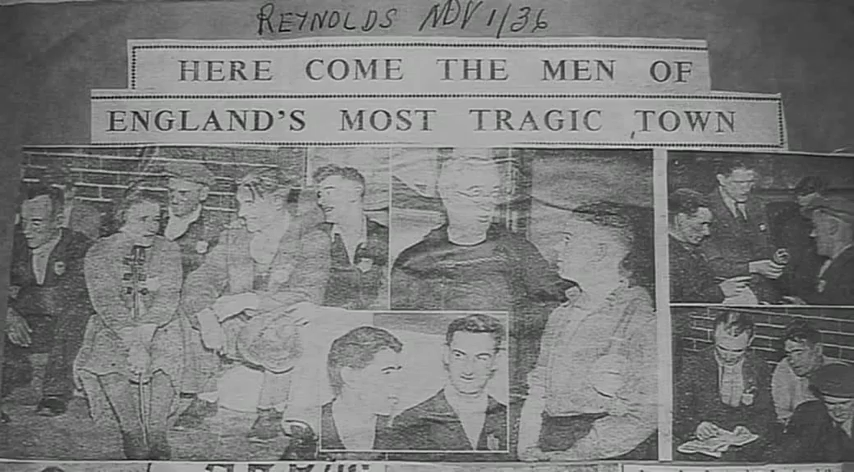 REYNOLDS NOV 1/36
HERE COME THE MEN OF
ENGLAND'S MOST TRAGIC TOWN